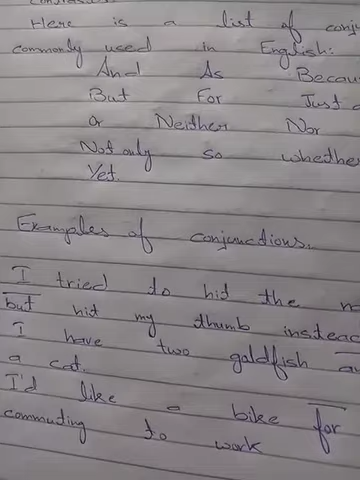 Here is a list of
commonly used in English:
And As
But For Just
or Neither Nor
Not only so
Yet.
Examples of conjunctions.
I tried to hit the
but hit my thumb
I have two goldfish
a cat.
I'd like a bike for
commuting to work